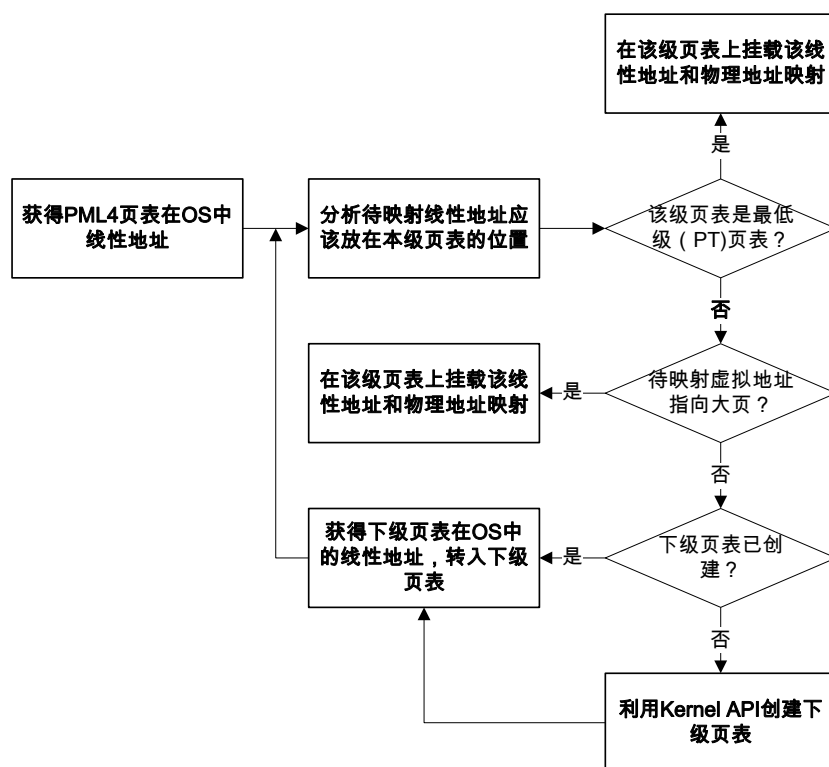 在该级页表上挂载该线
性地址和物理地址映射
是
获得PML4页表在OS中
线性地址
分析待映射线性地址应
该放在本级页表的位置
该级页表是最低
级（PT)页表？
否
在该级页表上挂载该线
性地址和物理地址映射
是
待映射虚拟地址
指向大页？
否
获得下级页表在OS中
的线性地址，转入下级
页表
是
下级页表已创
建？
否
利用Kernel API创建下
级页表